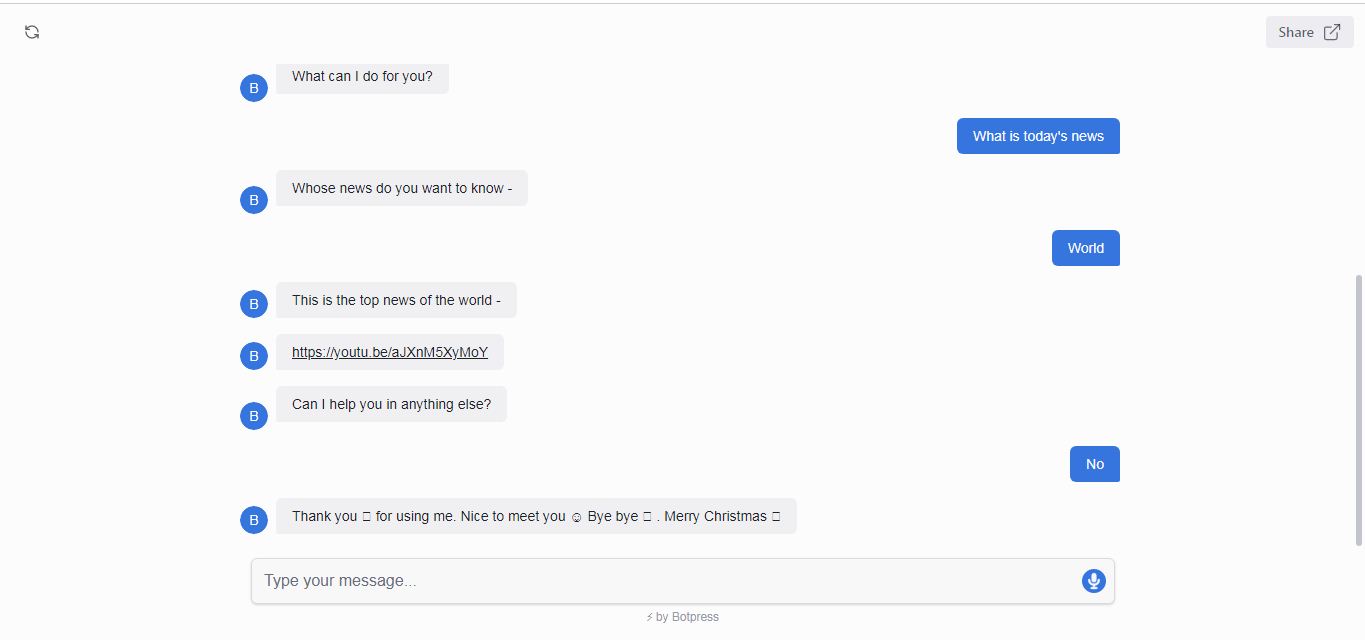 Share
B
What can I do for you?
What is today's news
B
Whose news do you want to know -
World
B
This is the top news of the world -
B
https://youtu.be/aJXnM5XyMoY
B
Can I help you in anything else?
No
B
Thank you □ for using me. Nice to meet you ☺ Bye bye □ . Merry Christmas □
Type your message...
⚡ by Botpress